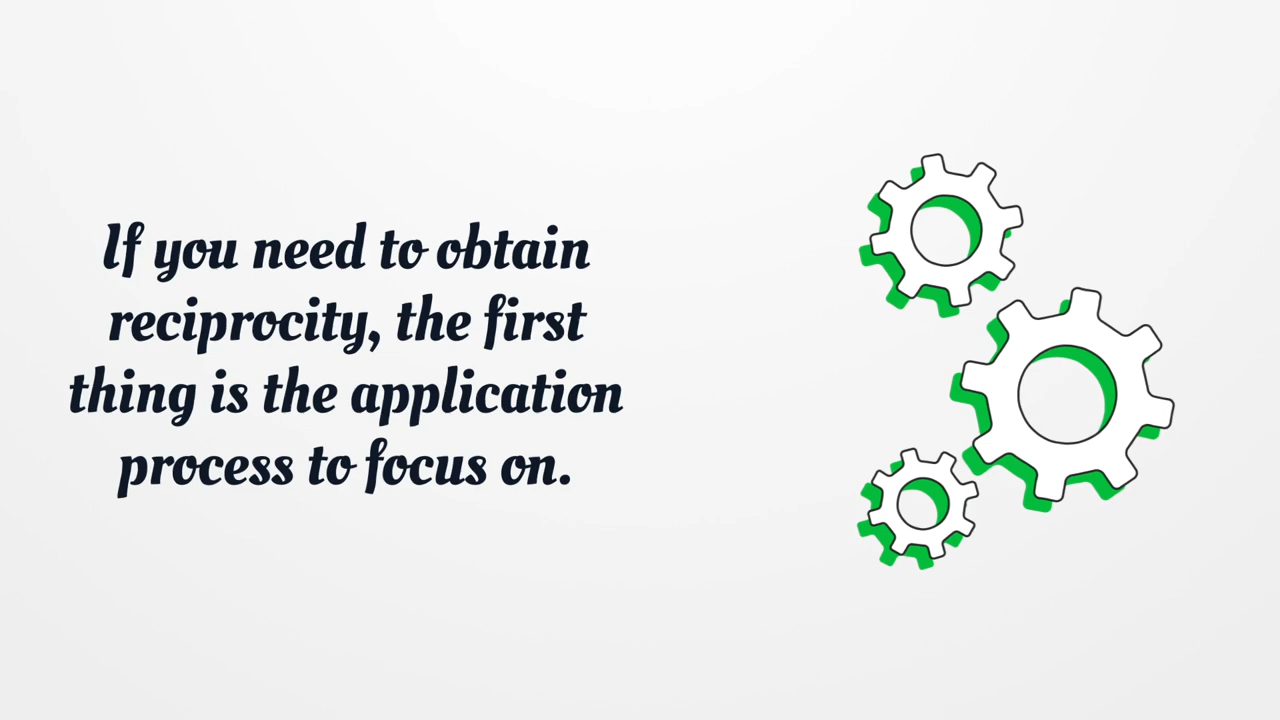 If you need to obtain
reciprocity, the first
thing is the application
process to focus on.